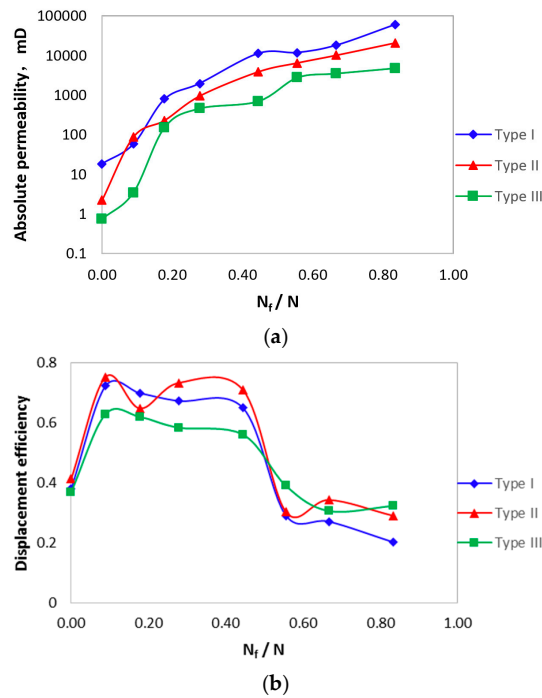 Absolute permeability, mD
100000
10000
1000
100
10
1
0.1
0.00 0.20 0.40 0.60 0.80 1.00
Nf / N
Type I
Type II
Type III
(a)
Displacement efficiency
0.8
0.6
0.4
0.2
0
0.00 0.20 0.40 0.60 0.80 1.00
Nf / N
Type I
Type II
Type III
(b)